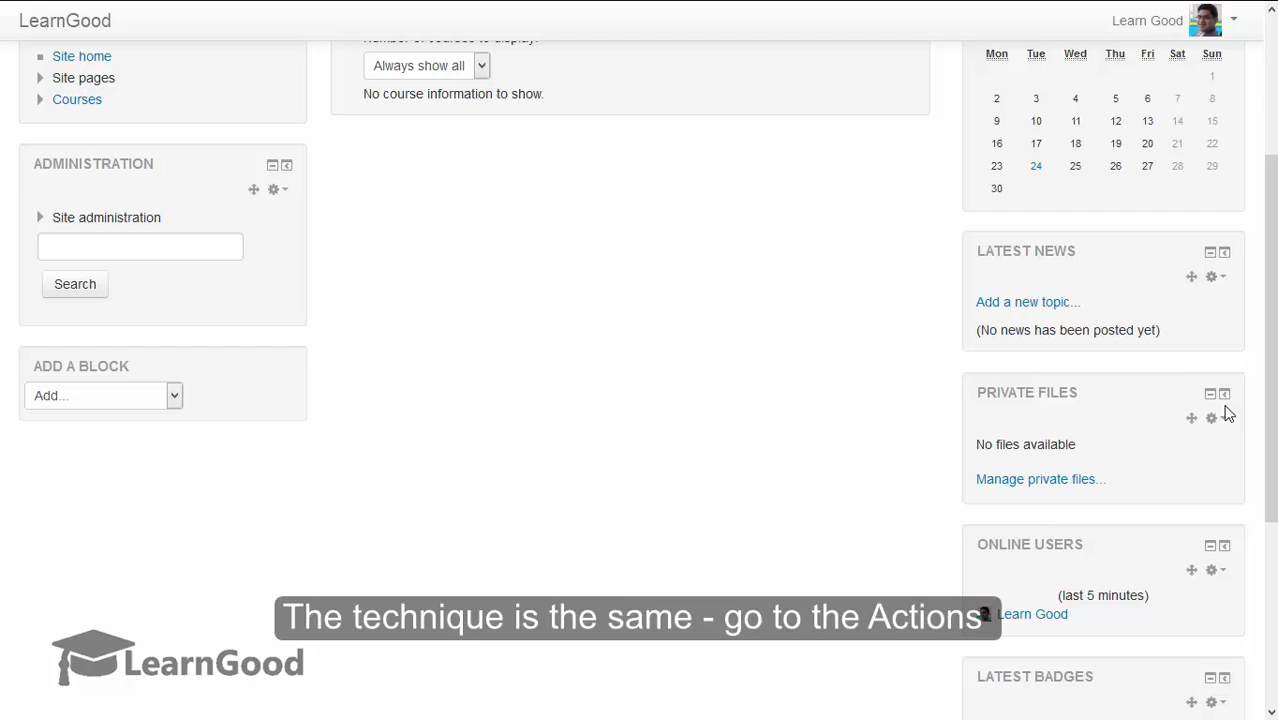 LearnGood
Learn Good
Site home
Site pages
Courses
ADMINISTRATION
Site administration
Search
ADD A BLOCK
Add...
Number of courses to display:
Always show all
No course information to show.
Mon Tue Wed Thu Fri Sat Sun
1
2 3 4 5 6 7 8
9 10 11 12 13 14 15
16 17 18 19 20 21 22
23 24 25 26 27 28 29
30
LATEST NEWS
Add a new topic...
(No news has been posted yet)
PRIVATE FILES
No files available
Manage private files...
ONLINE USERS
(last 5 minutes)
Learn Good
LATEST BADGES
The technique is the same - go to the Actions
LearnGood